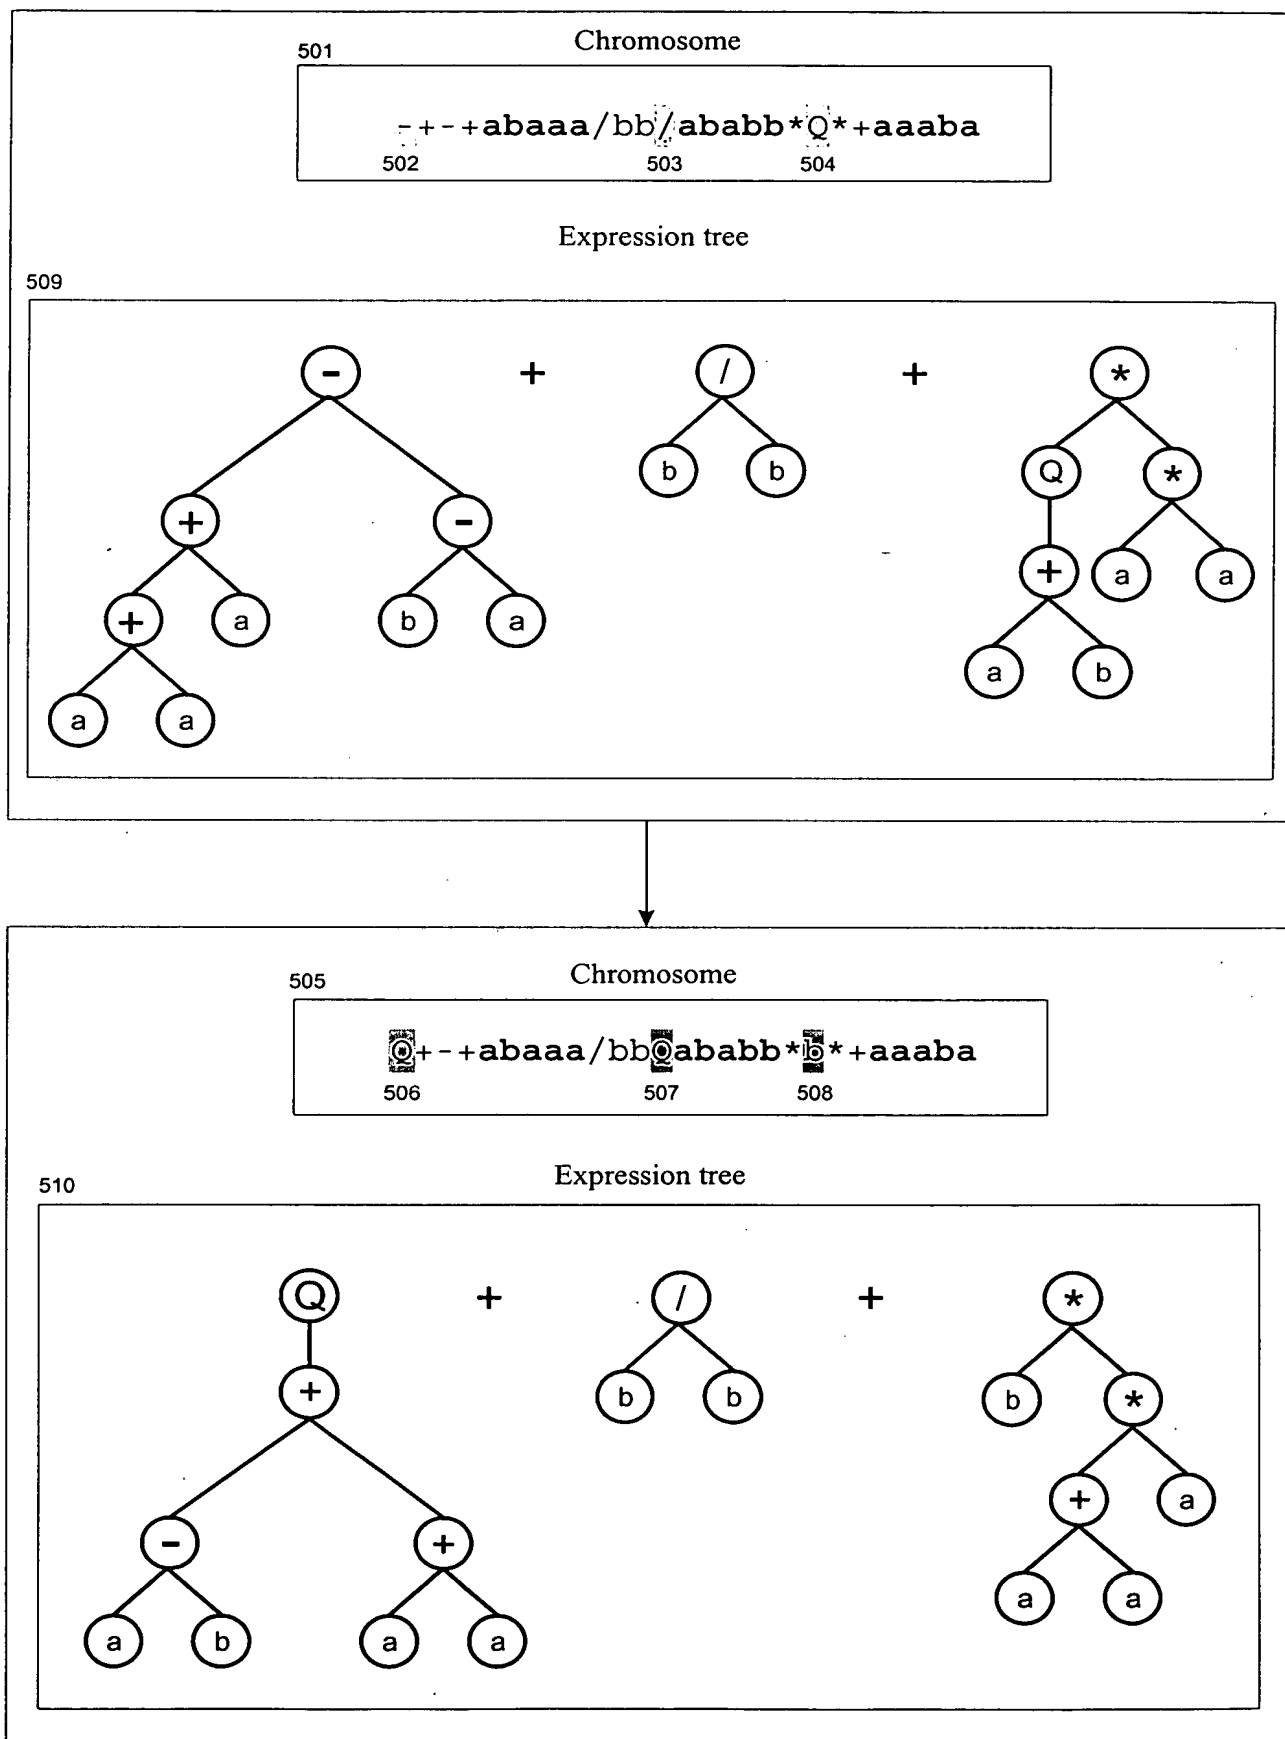 Chromosome
501
-+-+abaaa/bb/ababb*Q*+aaaba
502 503 504
Expression tree
509
- + / + *
b b Q *
+ - + a a
+ a b a a b
a a
Chromosome
505
Q+-+abaaa/bbQababb*b*+aaaba
506 507 508
Expression tree
510
Q + / + *
+ b b b *
- + + a
a b a a a a